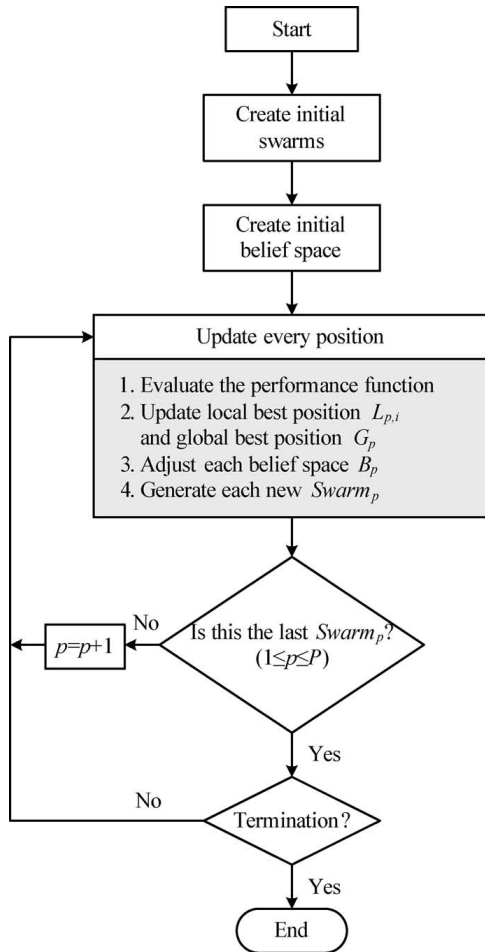 Start
Create initial
swarms
Create initial
belief space
Update every position
1. Evaluate the performance function
2. Update local best position L_{p,i}
and global best position G_p
3. Adjust each belief space B_p
4. Generate each new Swarm_p
No
p=p+1
Is this the last Swarm_p?
(1≤p≤P)
Yes
No
Termination?
Yes
End